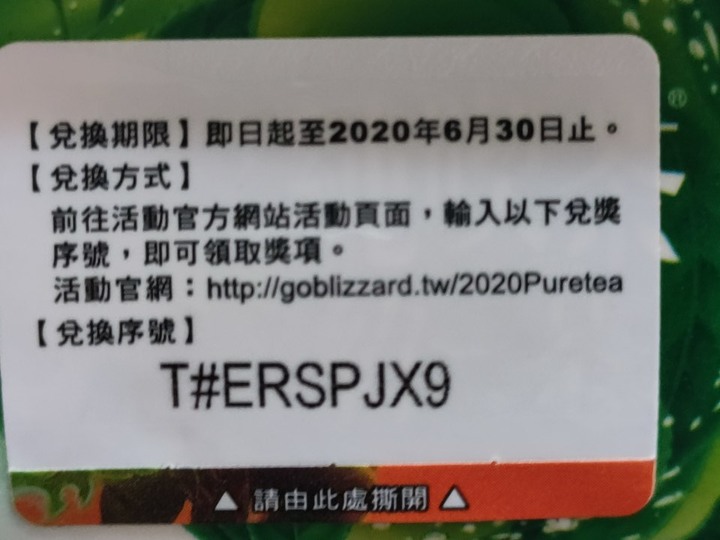 【兌換期限】即日起至2020年6月30日止。
【兌換方式】
前往活動官方網站活動頁面，輸入以下兌獎
序號，即可領取獎項。
活動官網：http://goblizzard.tw/2020Puretea
【兌換序號】
T#ERSPJX9
▲ 請由此處撕開 ▲